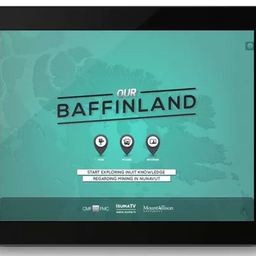 OUR
BAFFINLAND
START EXPLORING INUIT KNOWLEDGE
REGARDING MINING IN NUNAVUT
CMF FMC
ISUMATV
Mount Allison